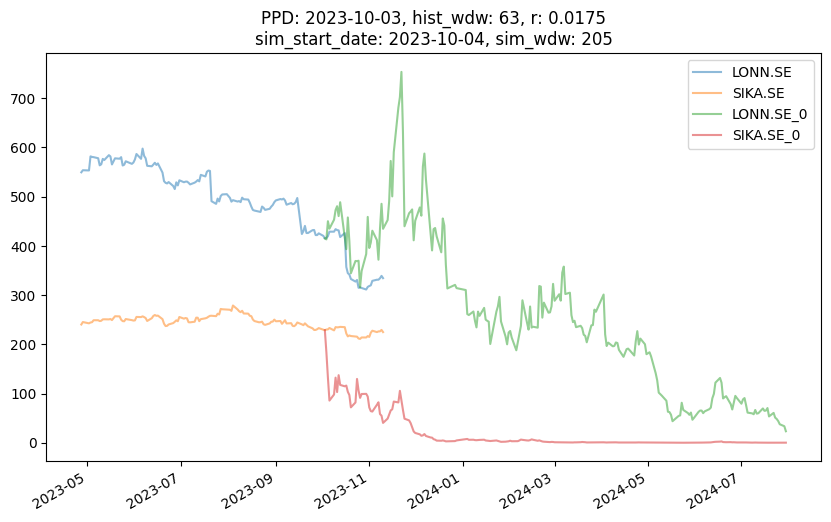 PPD: 2023-10-03, hist_wdw: 63, r: 0.0175
sim_start_date: 2023-10-04, sim_wdw: 205
LONN.SE
SIKA.SE
LONN.SE_0
SIKA.SE_0
700
600
500
400
300
200
100
0
2023-05
2023-07
2023-09
2023-11
2024-01
2024-03
2024-05
2024-07